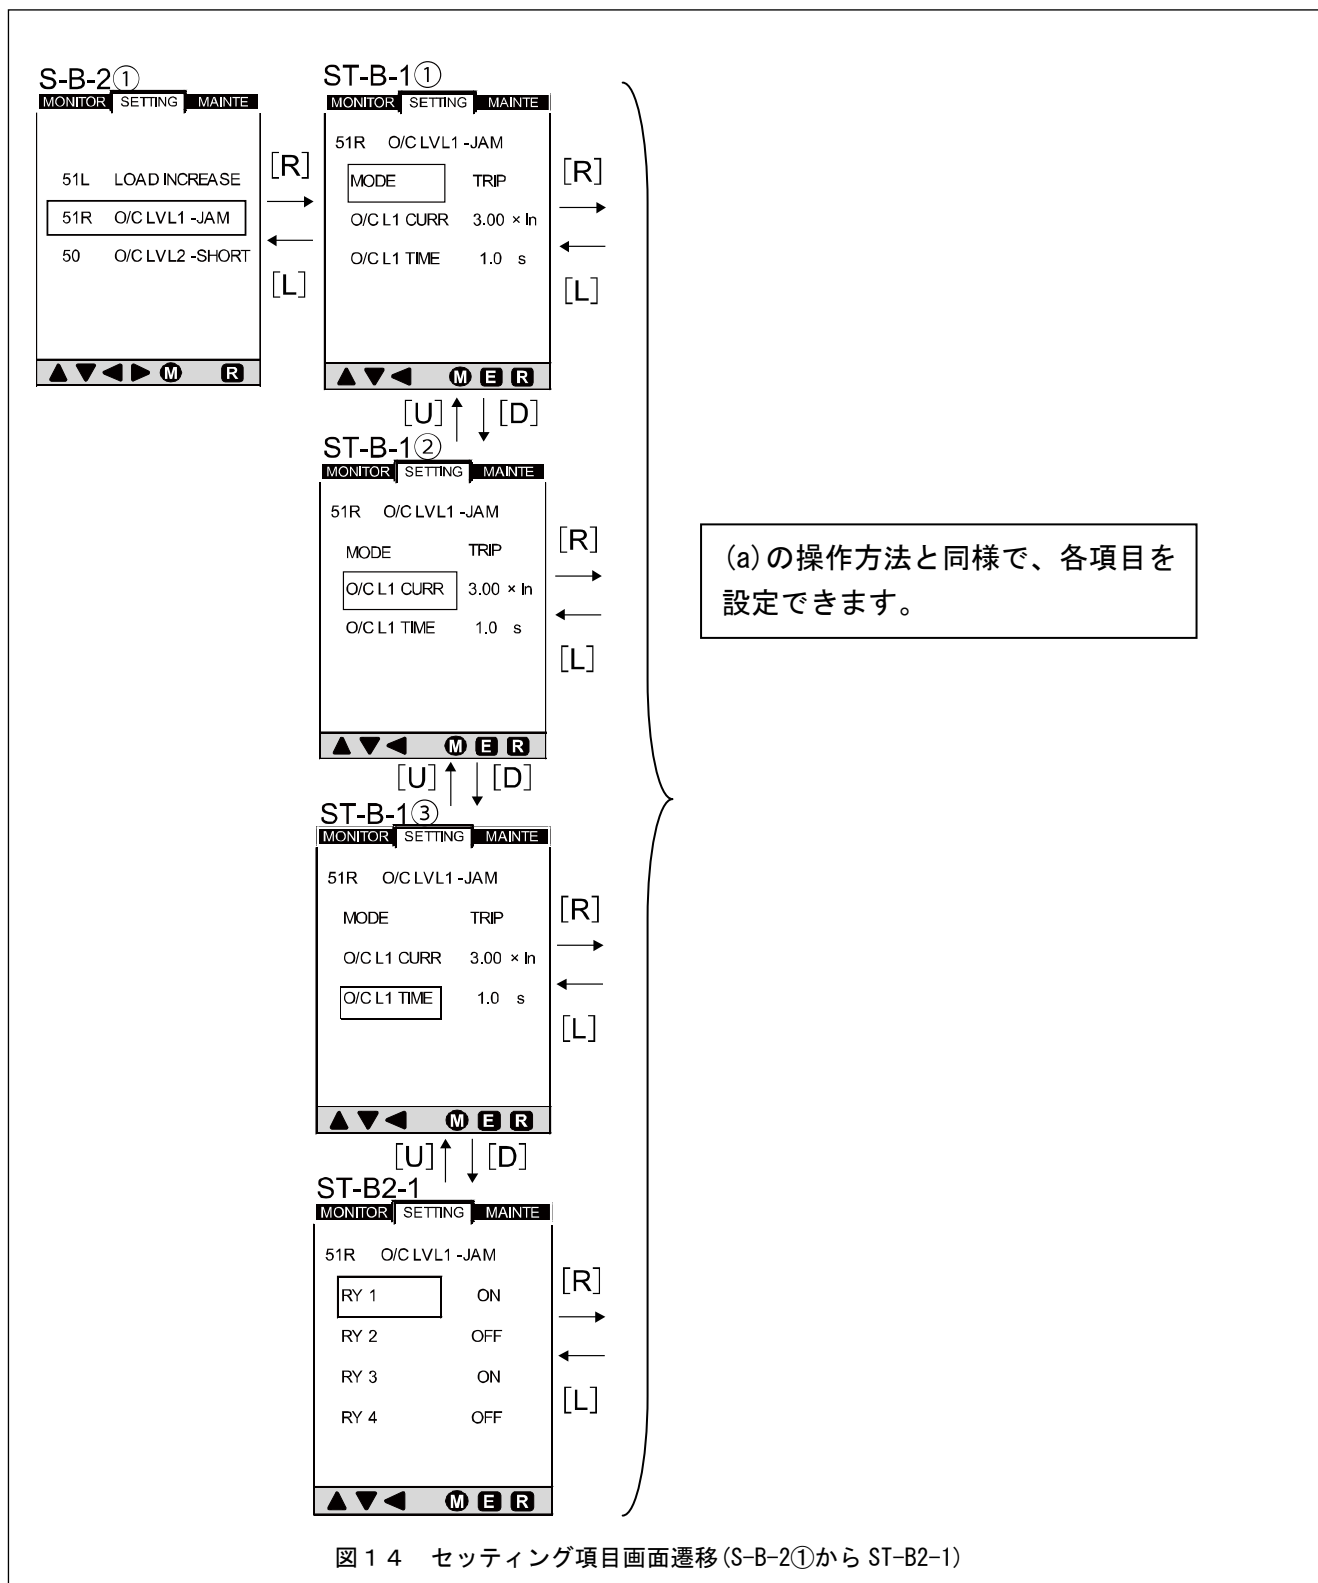 S-B-2①
MONITOR SETTING MAINTE
51L LOAD INCREASE
51R O/C LVL1 -JAM
50 O/C LVL2 -SHORT
M R
[R]
[L]
ST-B-1①
MONITOR SETTING MAINTE
51R O/C LVL1 -JAM
MODE TRIP
O/C L1 CURR 3.00 × In
O/C L1 TIME 1.0 s
M E R
[R]
[L]
[U] [D]
ST-B-1②
MONITOR SETTING MAINTE
51R O/C LVL1 -JAM
MODE TRIP
O/C L1 CURR 3.00 × In
O/C L1 TIME 1.0 s
M E R
[R]
[L]
[U] [D]
ST-B-1③
MONITOR SETTING MAINTE
51R O/C LVL1 -JAM
MODE TRIP
O/C L1 CURR 3.00 × In
O/C L1 TIME 1.0 s
M E R
[R]
[L]
[U] [D]
ST-B2-1
MONITOR SETTING MAINTE
51R O/C LVL1 -JAM
RY 1 ON
RY 2 OFF
RY 3 ON
RY 4 OFF
M E R
[R]
[L]
(a)の操作方法と同様で、各項目を
設定できます。
図14 セッティング項目画面遷移(S-B-2①から ST-B2-1)